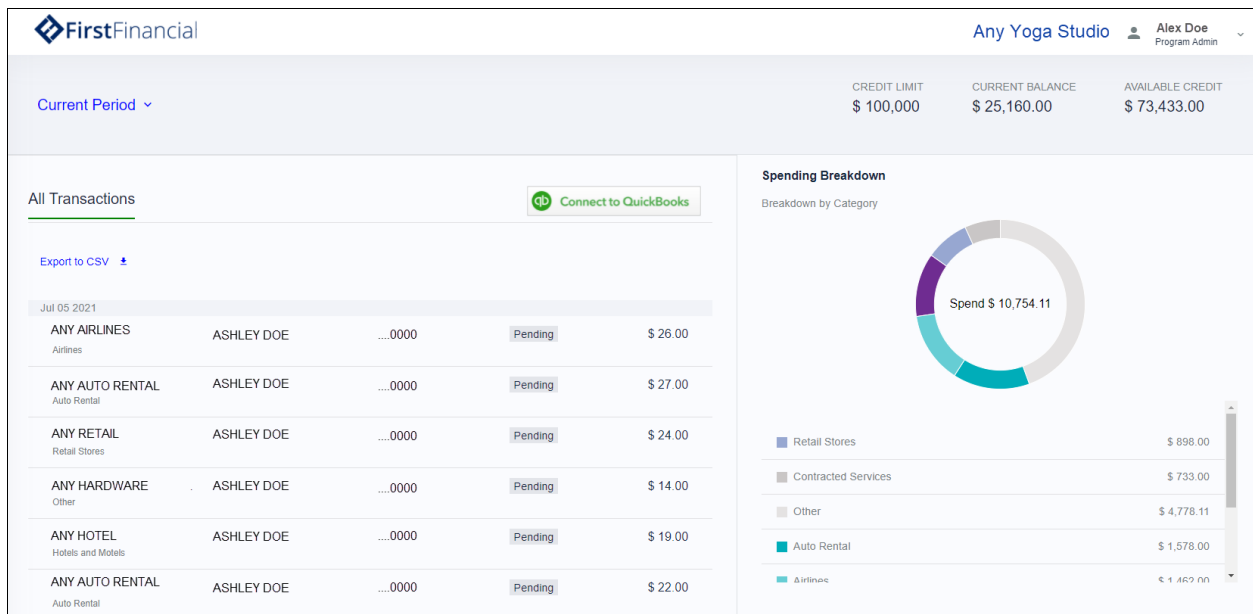 FirstFinancial
Any Yoga Studio
Alex Doe
Program Admin
Current Period
CREDIT LIMIT
$ 100,000
CURRENT BALANCE
$ 25,160.00
AVAILABLE CREDIT
$ 73,433.00
All Transactions
qb Connect to QuickBooks
Export to CSV
Jul 05 2021
ANY AIRLINES ASHLEY DOE ....0000 Pending $ 26.00
Airlines
ANY AUTO RENTAL ASHLEY DOE ....0000 Pending $ 27.00
Auto Rental
ANY RETAIL ASHLEY DOE ....0000 Pending $ 24.00
Retail Stores
ANY HARDWARE ASHLEY DOE ....0000 Pending $ 14.00
Other
ANY HOTEL ASHLEY DOE ....0000 Pending $ 19.00
Hotels and Motels
ANY AUTO RENTAL ASHLEY DOE ....0000 Pending $ 22.00
Auto Rental
Spending Breakdown
Breakdown by Category
Spend $ 10,754.11
Retail Stores $ 898.00
Contracted Services $ 733.00
Other $ 4,778.11
Auto Rental $ 1,578.00
Airlines $ 1,462.00